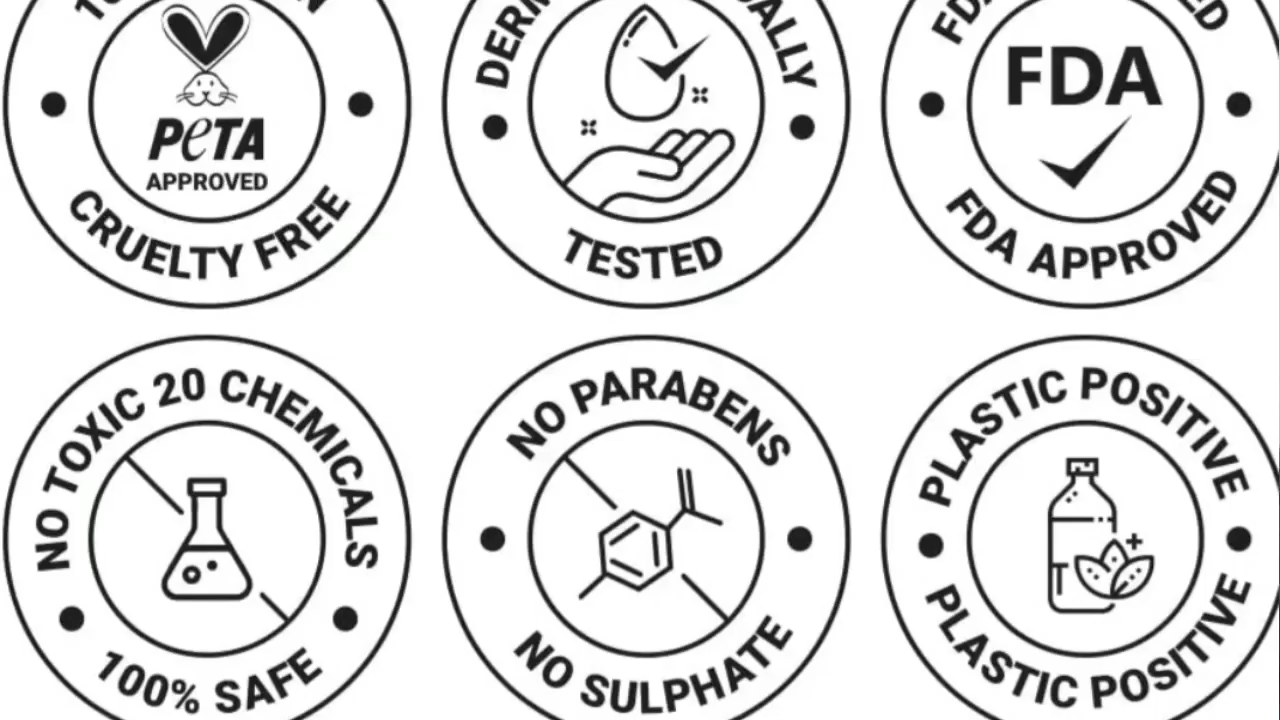 PeTA
APPROVED
CRUELTY FREE
TESTED
FDA
FDA APPROVED
NO TOXIC 20 CHEMICALS
100% SAFE
NO PARABENS
NO SULPHATE
PLASTIC POSITIVE
PLASTIC POSITIVE